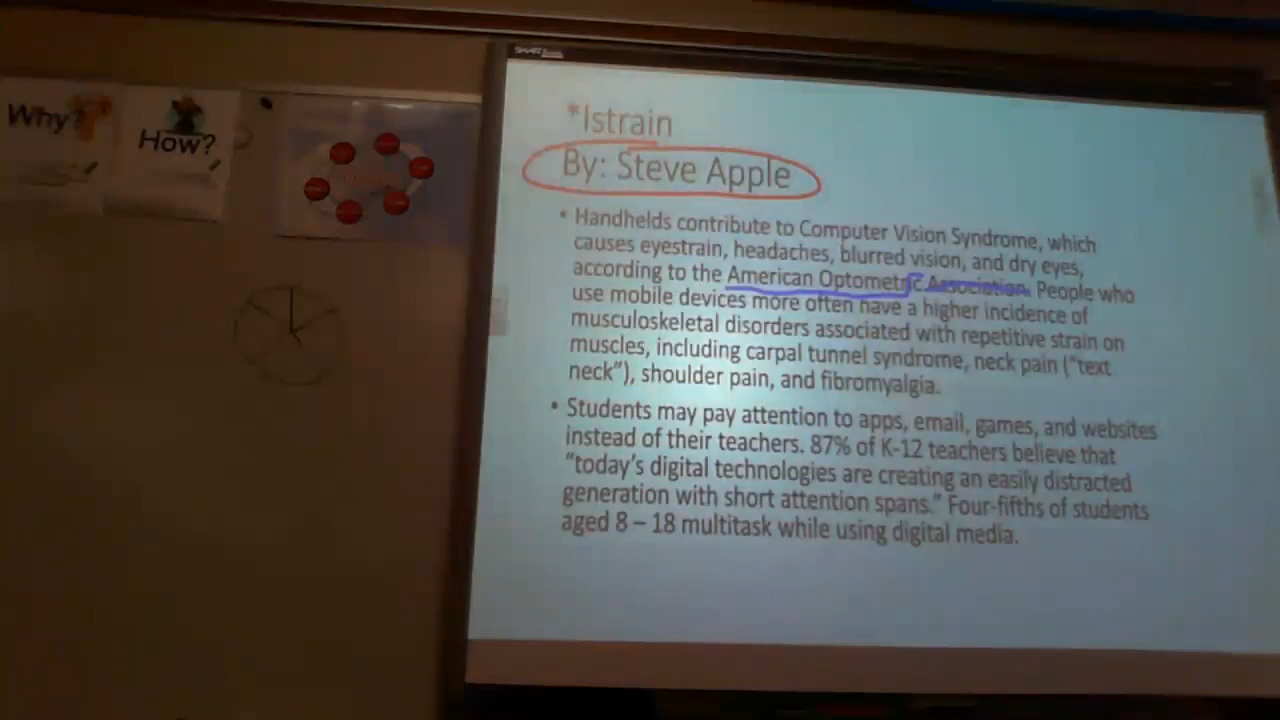 Why?
How?
SMART
*Istrain
By: Steve Apple
• Handhelds contribute to Computer Vision Syndrome, which
causes eyestrain, headaches, blurred vision, and dry eyes,
according to the American Optometric Association. People who
use mobile devices more often have a higher incidence of
musculoskeletal disorders associated with repetitive strain on
muscles, including carpal tunnel syndrome, neck pain (“text
neck”), shoulder pain, and fibromyalgia.
• Students may pay attention to apps, email, games, and websites
instead of their teachers. 87% of K-12 teachers believe that
“today’s digital technologies are creating an easily distracted
generation with short attention spans.” Four-fifths of students
aged 8 – 18 multitask while using digital media.